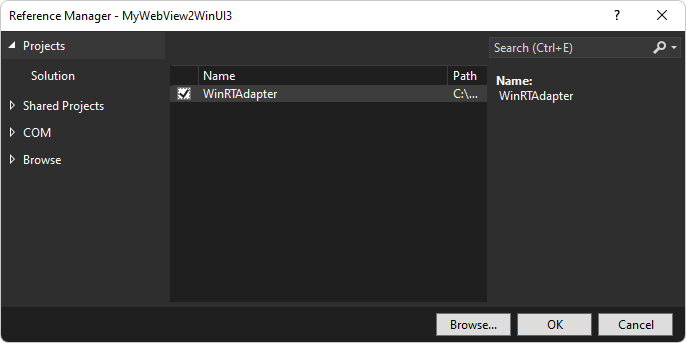 Reference Manager - MyWebView2WinUI3
?
Projects
Solution
Shared Projects
COM
Browse
Name Path
WinRTAdapter C:\...
Search (Ctrl+E)
Name:
WinRTAdapter
Browse... OK Cancel